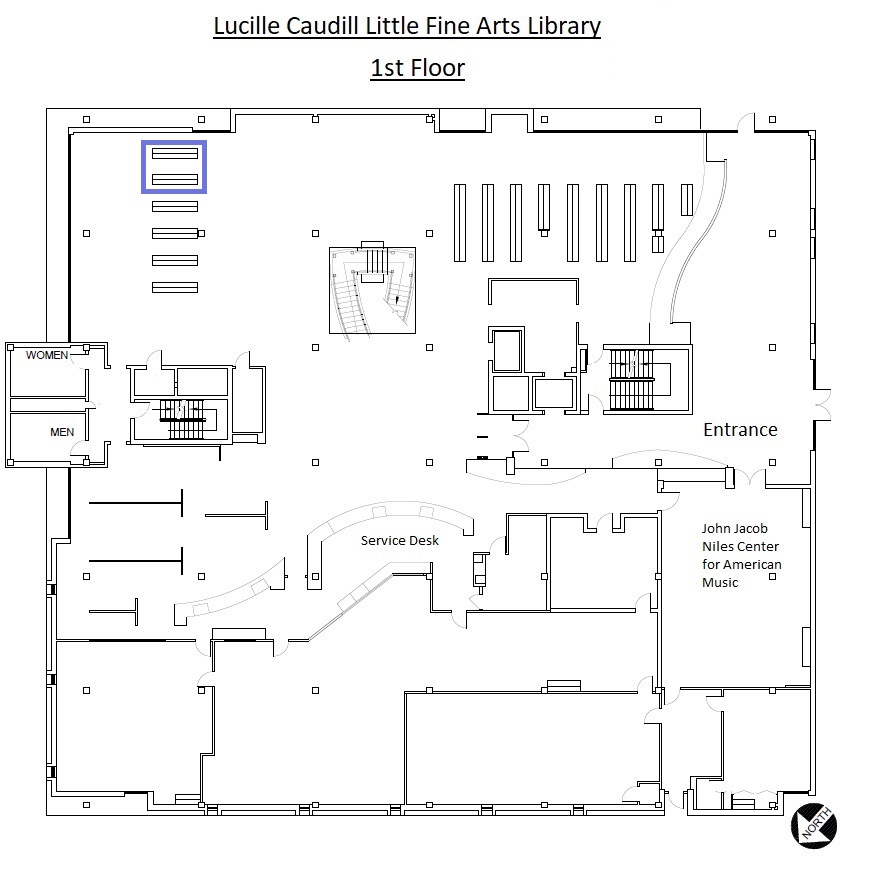 Lucille Caudill Little Fine Arts Library
1st Floor
WOMEN
MEN
Entrance
Service Desk
John Jacob
Niles Center
for American
Music
NORTH